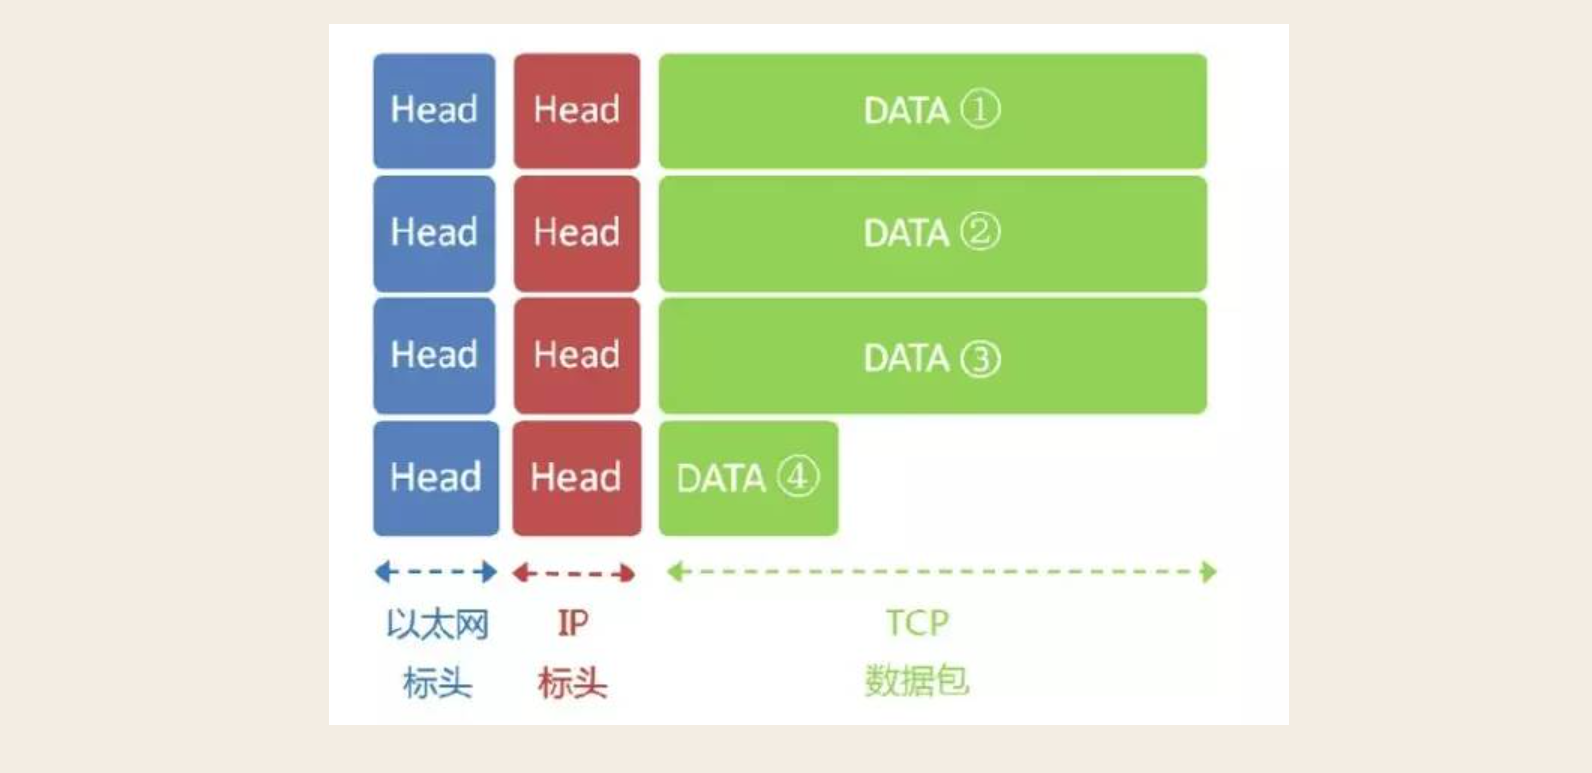 Head Head DATA ①
Head Head DATA ②
Head Head DATA ③
Head Head DATA ④
以太网 IP TCP
标头 标头 数据包